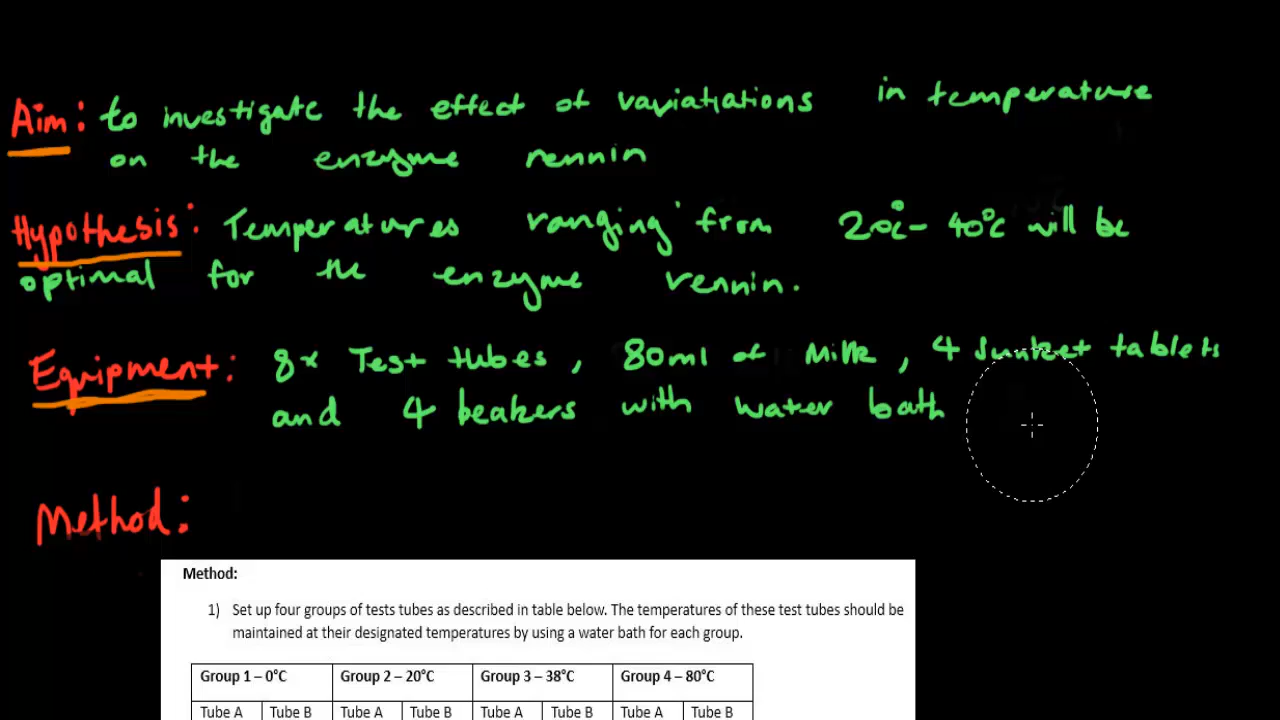 Aim: to investigate the effect of variatiations in temperature
on the enzyme rennin
Hypothesis: Temperatures ranging from 20°c - 40°c will be
optimal for the enzyme rennin.
Equipment: 8x Test tubes, 80ml of Milk, 4 Junket tablets
and 4 beakers with water bath
Method:
Method:
1) Set up four groups of tests tubes as described in table below. The temperatures of these test tubes should be
maintained at their designated temperatures by using a water bath for each group.
Group 1 – 0°C Group 2 – 20°C Group 3 – 38°C Group 4 – 80°C
Tube A Tube B Tube A Tube B Tube A Tube B Tube A Tube B